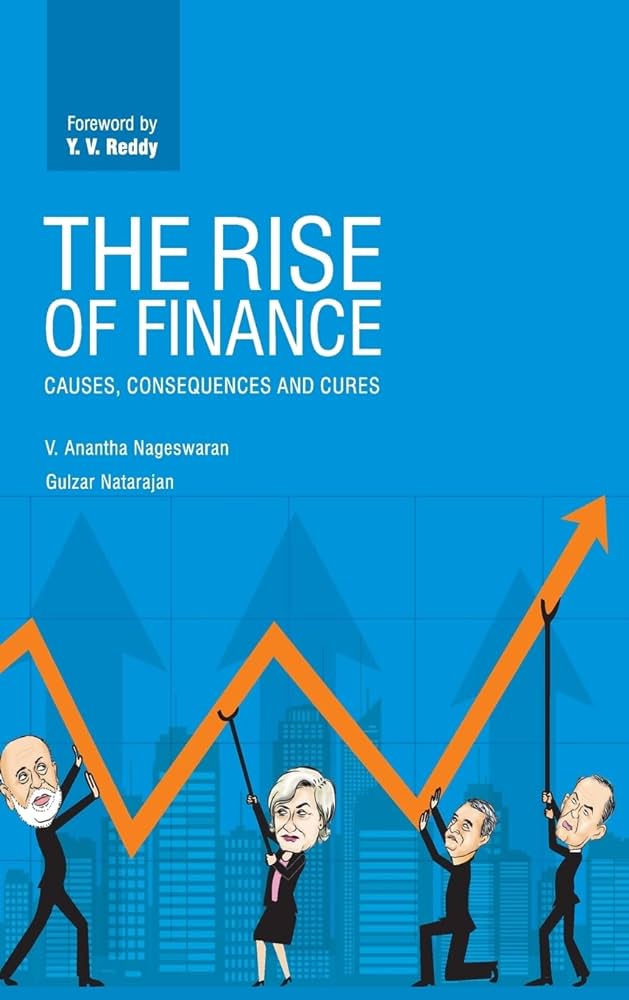 Foreword by
Y. V. Reddy
THE RISE
OF FINANCE
CAUSES, CONSEQUENCES AND CURES
V. Anantha Nageswaran
Gulzar Natarajan